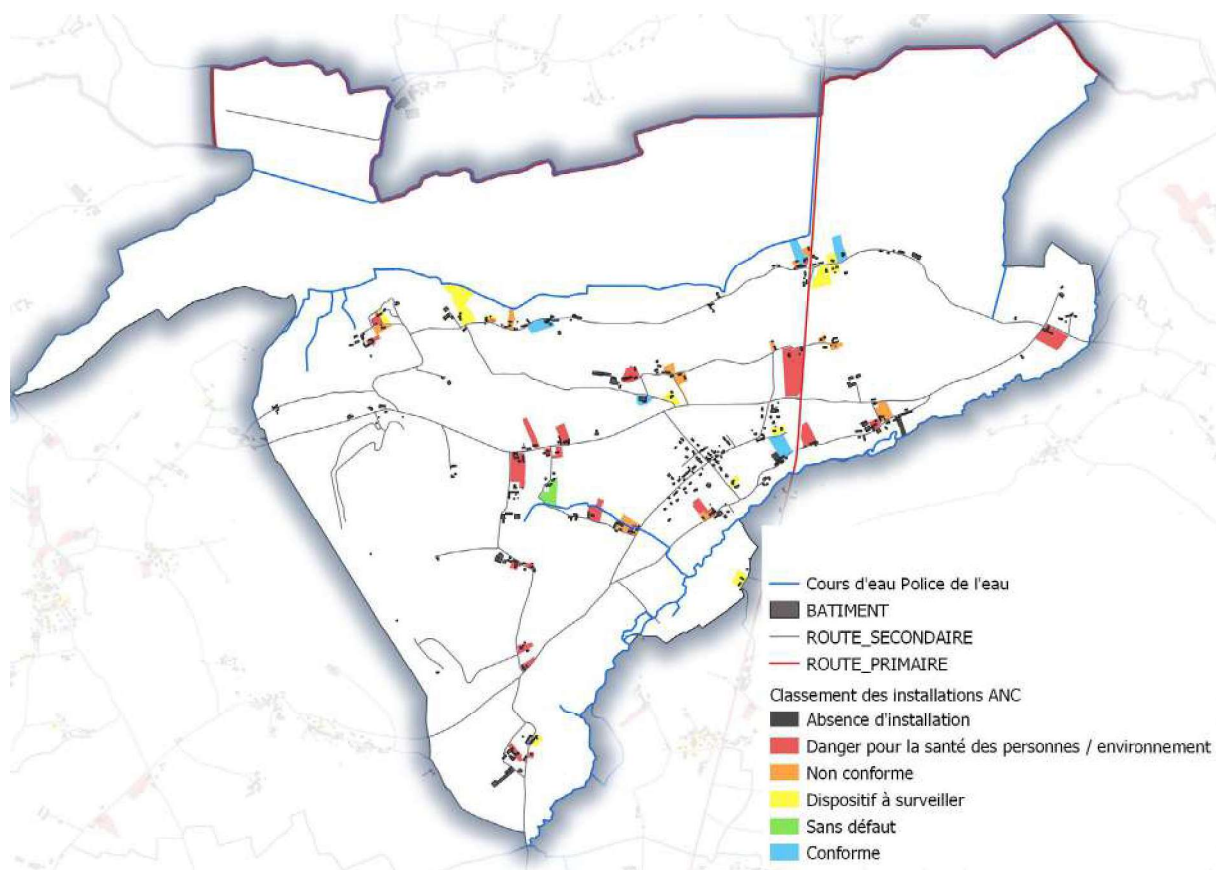 Cours d'eau Police de l'eau
BATIMENT
ROUTE_SECONDAIRE
ROUTE_PRIMAIRE
Classement des installations ANC
Absence d'installation
Danger pour la santé des personnes / environnement
Non conforme
Dispositif à surveiller
Sans défaut
Conforme